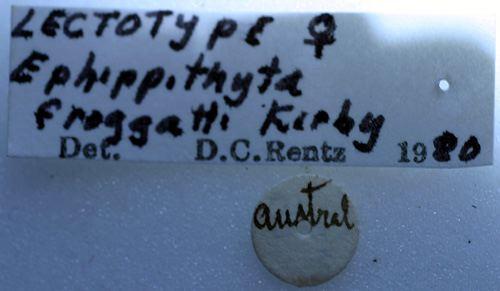 LECTOTYPE ♀
Ephippithyta
froggatti Kirby
Det. D.C.Rentz 1980
austral